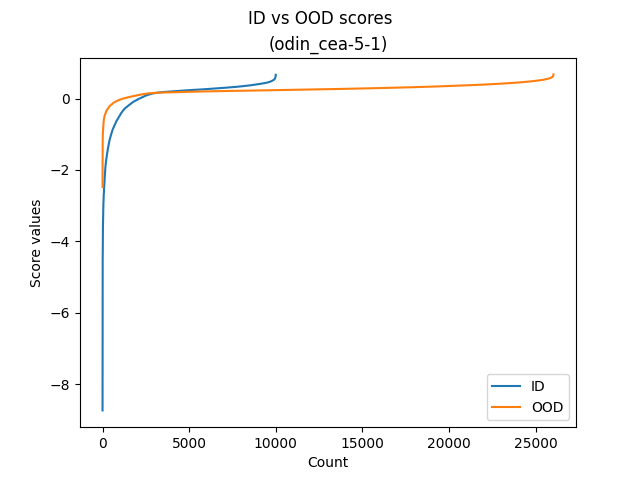 ID vs OOD scores
(odin_cea-5-1)
Score values
0
−2
−4
−6
−8
0
5000
10000
15000
20000
25000
Count
ID
OOD